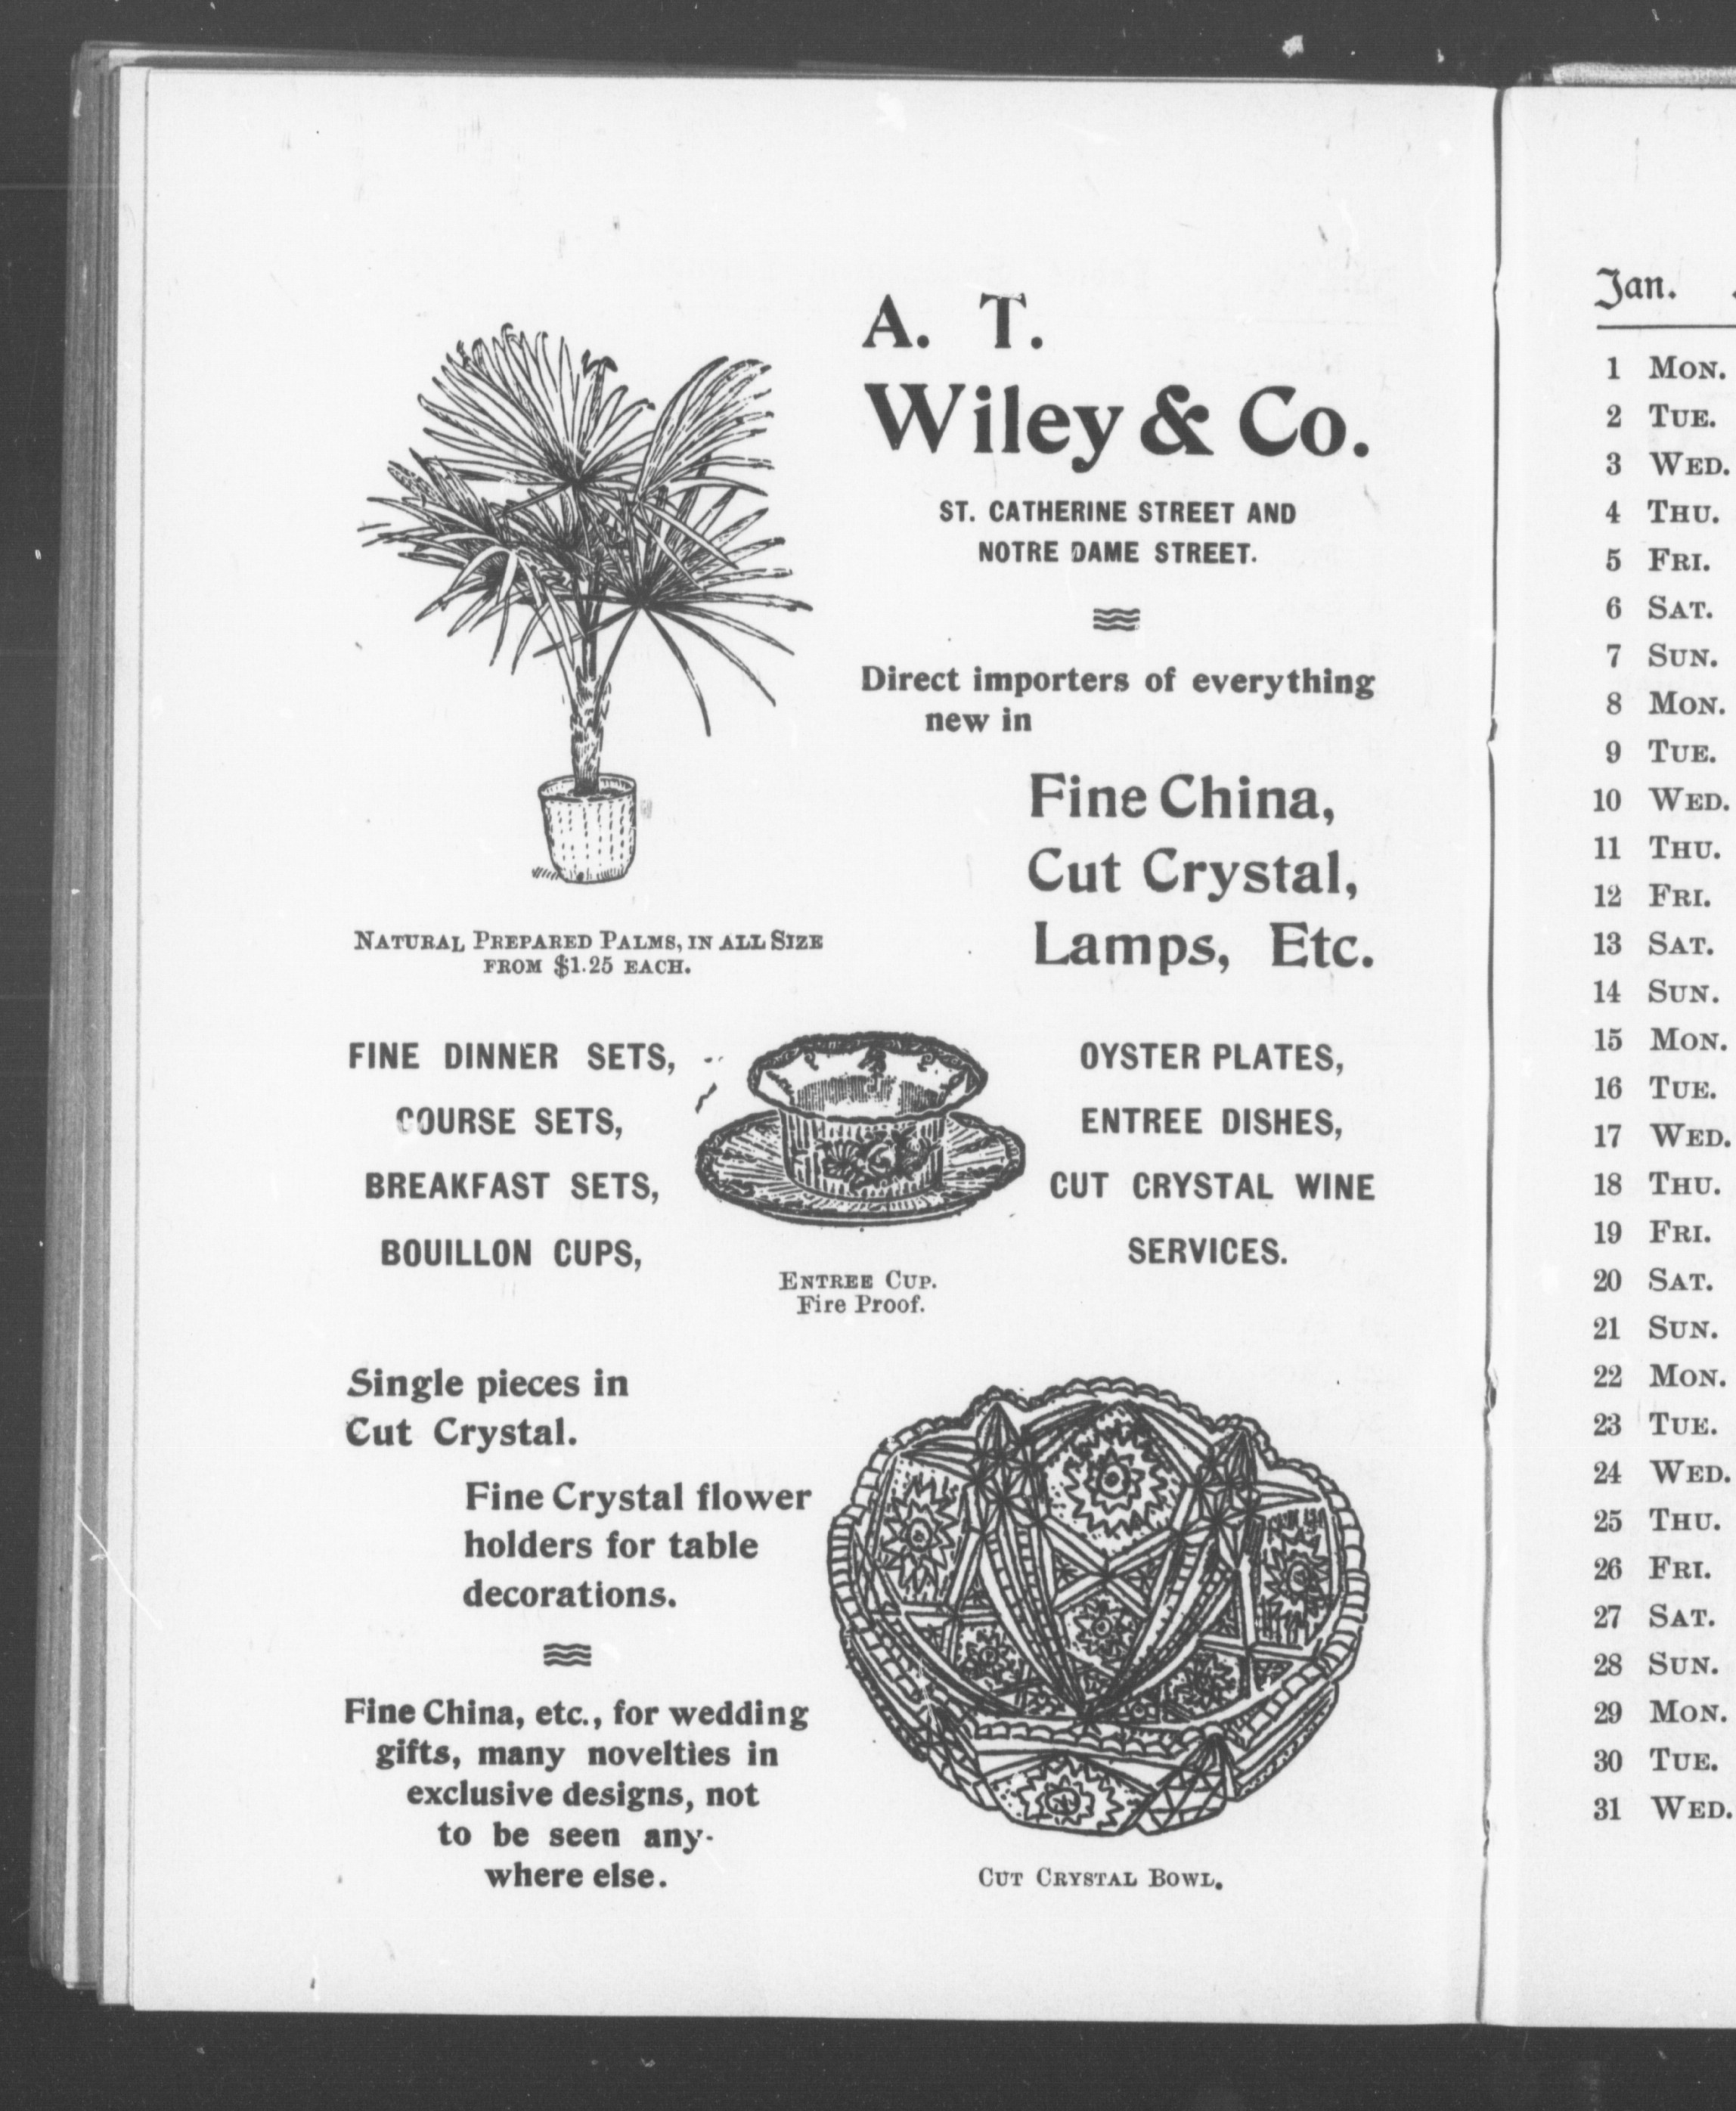 A. T.
Wiley & Co.
ST. CATHERINE STREET AND
NOTRE DAME STREET.
Direct importers of everything
new in
Fine China,
Cut Crystal,
Lamps, Etc.
NATURAL PREPARED PALMS, IN ALL SIZE
FROM $1.25 EACH.
FINE DINNER SETS,
COURSE SETS,
BREAKFAST SETS,
BOUILLON CUPS,
ENTREE CUP.
Fire Proof.
OYSTER PLATES,
ENTREE DISHES,
CUT CRYSTAL WINE
SERVICES.
Single pieces in
Cut Crystal.
Fine Crystal flower
holders for table
decorations.
Fine China, etc., for wedding
gifts, many novelties in
exclusive designs, not
to be seen any-
where else.
CUT CRYSTAL BOWL.
Jan.
1 MON.
2 TUE.
3 WED.
4 THU.
5 FRI.
6 SAT.
7 SUN.
8 MON.
9 TUE.
10 WED.
11 THU.
12 FRI.
13 SAT.
14 SUN.
15 MON.
16 TUE.
17 WED.
18 THU.
19 FRI.
20 SAT.
21 SUN.
22 MON.
23 TUE.
24 WED.
25 THU.
26 FRI.
27 SAT.
28 SUN.
29 MON.
30 TUE.
31 WED.